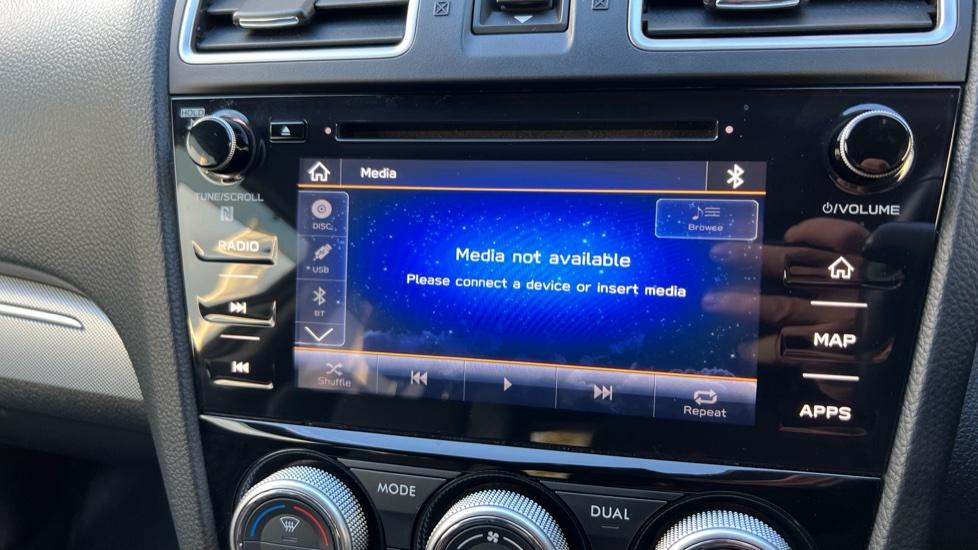 HOLD
TUNE/SCROLL
N
RADIO
Media
DISC
USB
BT
Browse
Media not available
Please connect a device or insert media
Shuffle
Repeat
⏻/VOLUME
MAP
APPS
MODE
DUAL